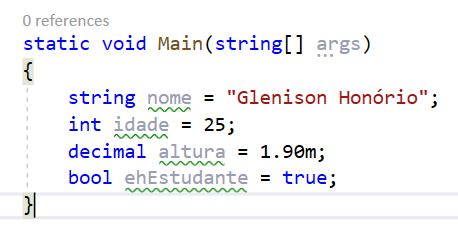 0 references
static void Main(string[] args)
{
string nome = "Glenison Honório";
int idade = 25;
decimal altura = 1.90m;
bool ehEstudante = true;
}